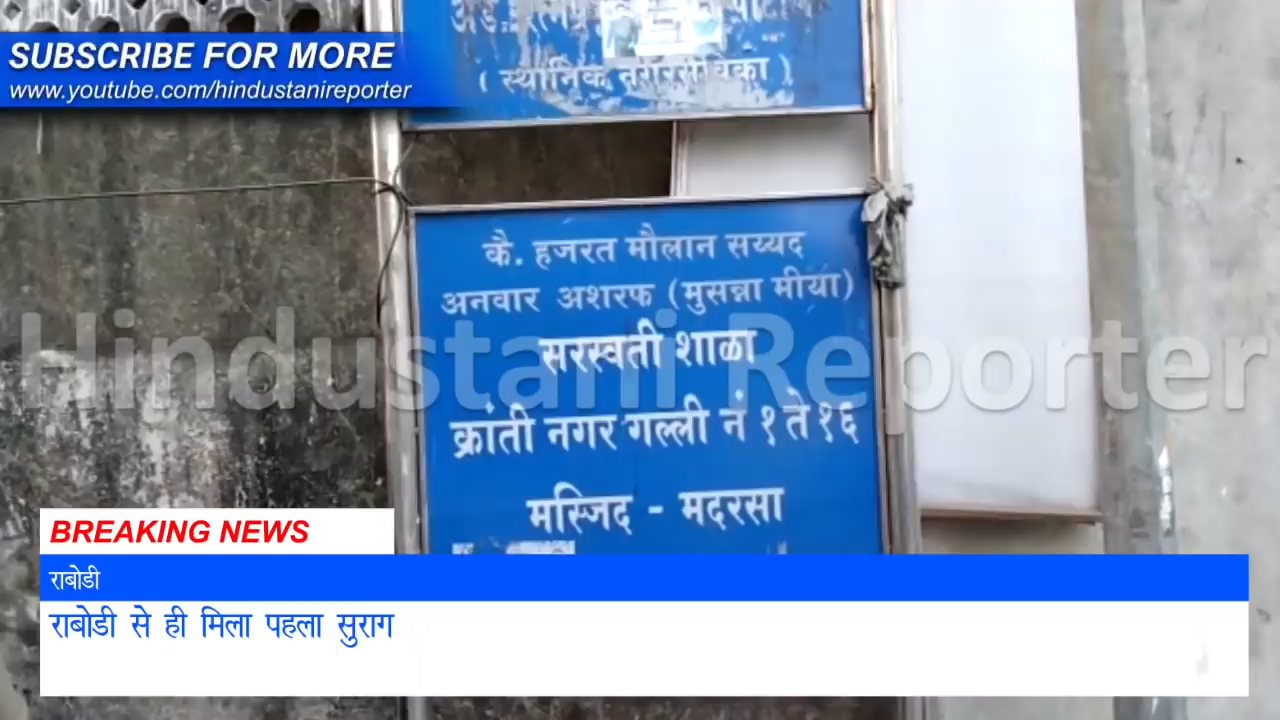 SUBSCRIBE FOR MORE
www.youtube.com/hindustanireporter
( स्थानिक नगरसेविका )
कै. हजरत मौलान सय्यद
अनवार अशरफ (मुसन्ना मीया)
सरस्वती शाळा
क्रांती नगर गल्ली नं १ ते १६
मस्जिद - मदरसा
Hindustani Reporter
BREAKING NEWS
राबोडी
राबोडी से ही मिला पहला सुराग